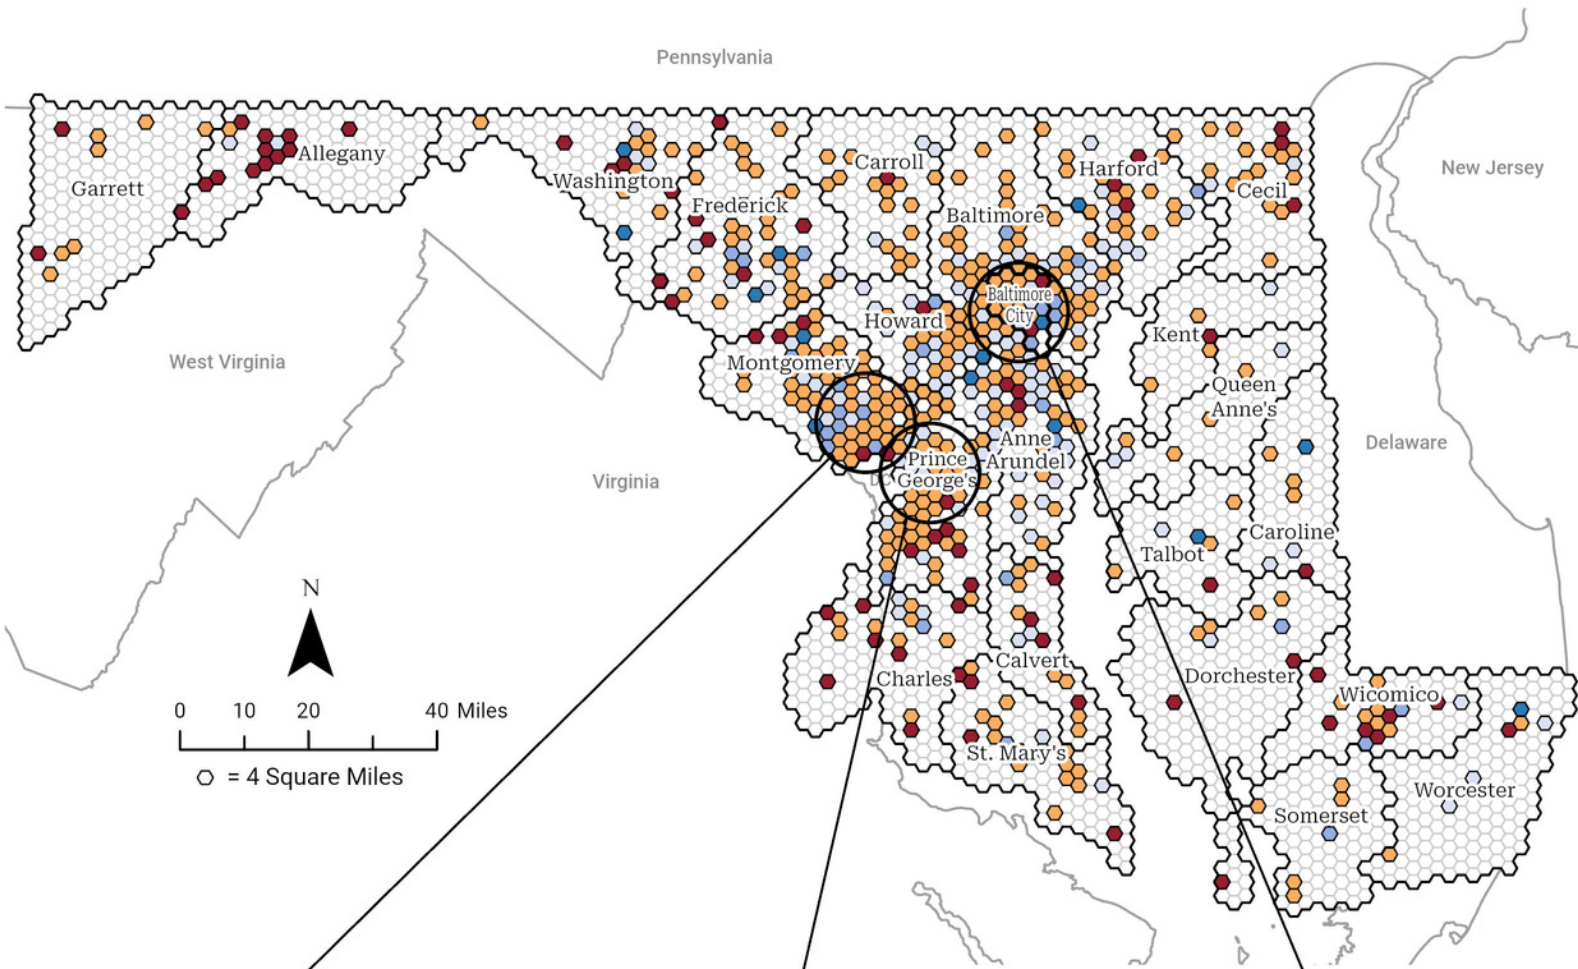 Pennsylvania
New Jersey
Allegany
Garrett
Washington
Frederick
Carroll
Harford
Cecil
Baltimore
Baltimore
City
Howard
Kent
West Virginia
Montgomery
Queen
Anne's
Delaware
Virginia
Prince
George's
Anne
Arundel
Caroline
Talbot
N
Charles
Calvert
Dorchester
Wicomico
0 10 20 40 Miles
= 4 Square Miles
St. Mary's
Worcester
Somerset